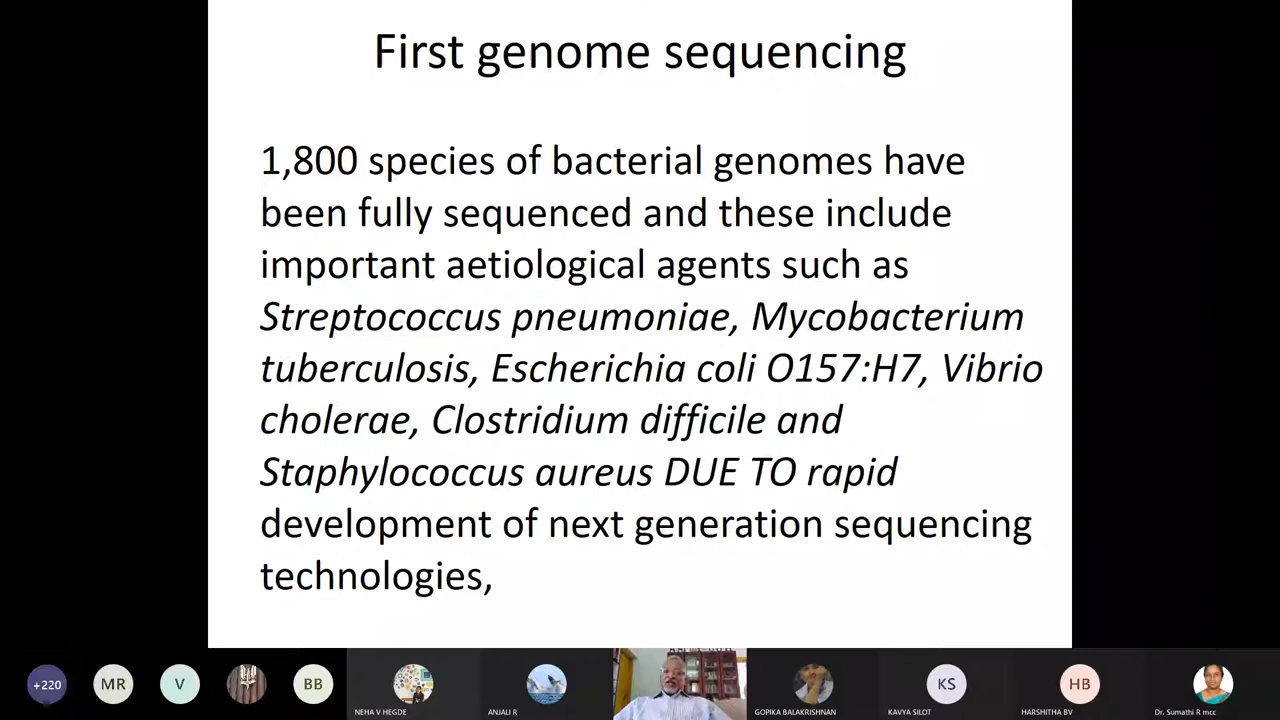 First genome sequencing
1,800 species of bacterial genomes have
been fully sequenced and these include
important aetiological agents such as
Streptococcus pneumoniae, Mycobacterium
tuberculosis, Escherichia coli O157:H7, Vibrio
cholerae, Clostridium difficile and
Staphylococcus aureus DUE TO rapid
development of next generation sequencing
technologies,
+220 MR V BB KS HB
NEHA V HEGDE ANJALI R GOPIKA BALAKRISHNAN KAVYA SILOT HARSHITHA BV Dr. Sumathi R mcc